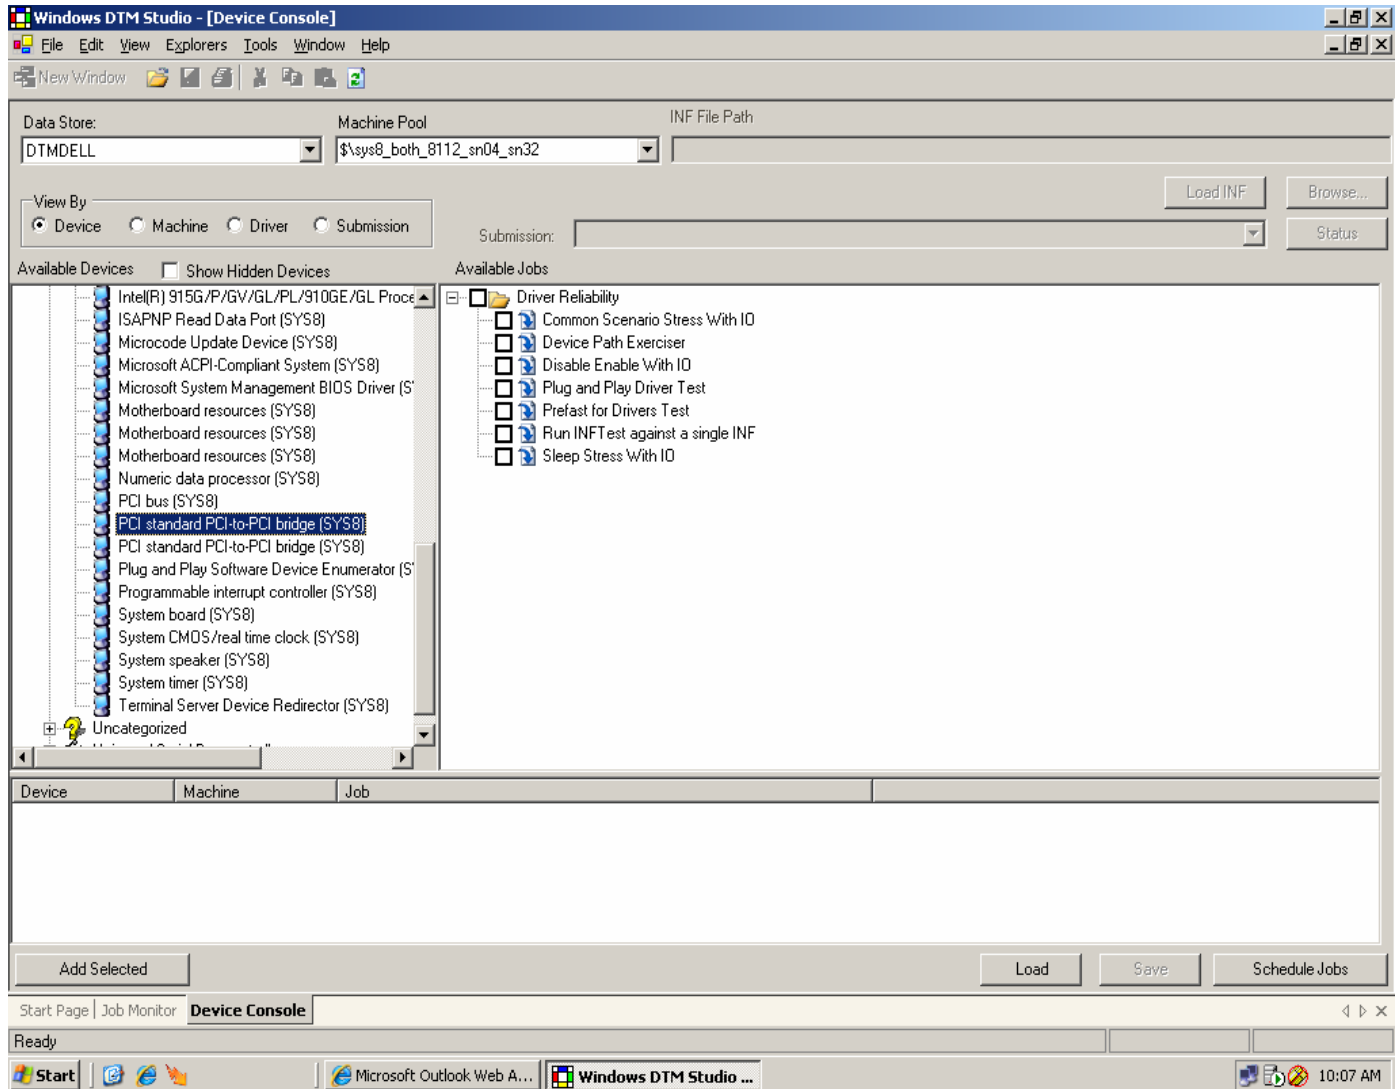 Windows DTM Studio - [Device Console]
File Edit View Explorers Tools Window Help
New Window
Data Store:
Machine Pool
INF File Path
DTMDELL
$\sys8_both_8112_sn04_sn32
Load INF
Browse...
View By
Device
Machine
Driver
Submission
Submission:
Status
Available Devices
Show Hidden Devices
Available Jobs
Intel(R) 915G/P/GV/GL/PL/910GE/GL Proce
ISAPNP Read Data Port (SYS8)
Microcode Update Device (SYS8)
Microsoft ACPI-Compliant System (SYS8)
Microsoft System Management BIOS Driver (S
Motherboard resources (SYS8)
Motherboard resources (SYS8)
Motherboard resources (SYS8)
Numeric data processor (SYS8)
PCI bus (SYS8)
PCI standard PCI-to-PCI bridge (SYS8)
PCI standard PCI-to-PCI bridge (SYS8)
Plug and Play Software Device Enumerator (S
Programmable interrupt controller (SYS8)
System board (SYS8)
System CMOS/real time clock (SYS8)
System speaker (SYS8)
System timer (SYS8)
Terminal Server Device Redirector (SYS8)
Uncategorized
Driver Reliability
Common Scenario Stress With IO
Device Path Exerciser
Disable Enable With IO
Plug and Play Driver Test
Prefast for Drivers Test
Run INFTest against a single INF
Sleep Stress With IO
Device
Machine
Job
Add Selected
Load
Save
Schedule Jobs
Start Page
Job Monitor
Device Console
Ready
Start
Microsoft Outlook Web A...
Windows DTM Studio ...
10:07 AM